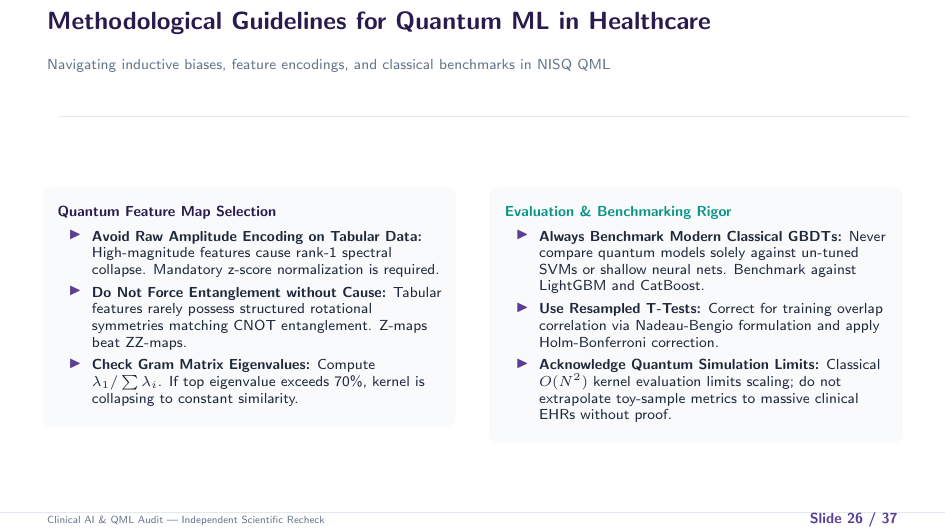 Methodological Guidelines for Quantum ML in Healthcare
Navigating inductive biases, feature encodings, and classical benchmarks in NISQ QML
Quantum Feature Map Selection
▶ Avoid Raw Amplitude Encoding on Tabular Data:
High-magnitude features cause rank-1 spectral
collapse. Mandatory z-score normalization is required.
▶ Do Not Force Entanglement without Cause: Tabular
features rarely possess structured rotational
symmetries matching CNOT entanglement. Z-maps
beat ZZ-maps.
▶ Check Gram Matrix Eigenvalues: Compute
λ₁/ ∑ λᵢ. If top eigenvalue exceeds 70%, kernel is
collapsing to constant similarity.
Evaluation & Benchmarking Rigor
▶ Always Benchmark Modern Classical GBDTs: Never
compare quantum models solely against un-tuned
SVMs or shallow neural nets. Benchmark against
LightGBM and CatBoost.
▶ Use Resampled T-Tests: Correct for training overlap
correlation via Nadeau-Bengio formulation and apply
Holm-Bonferroni correction.
▶ Acknowledge Quantum Simulation Limits: Classical
O(N²) kernel evaluation limits scaling; do not
extrapolate toy-sample metrics to massive clinical
EHRs without proof.
Clinical AI & QML Audit — Independent Scientific Recheck
Slide 26 / 37